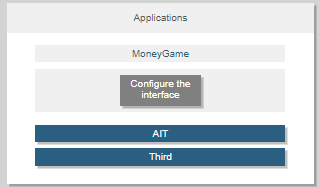 Applications
MoneyGame
Configure the
interface
AIT
Third